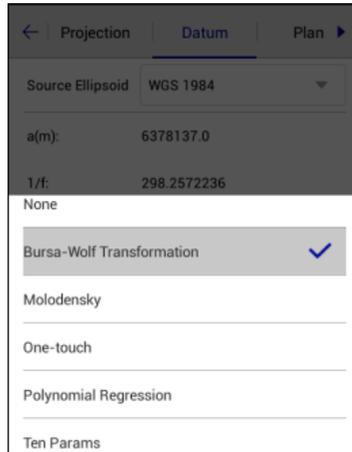 Projection Datum Plan
Source Ellipsoid WGS 1984
a(m): 6378137.0
1/f: 298.2572236
None
Bursa-Wolf Transformation
Molodensky
One-touch
Polynomial Regression
Ten Params